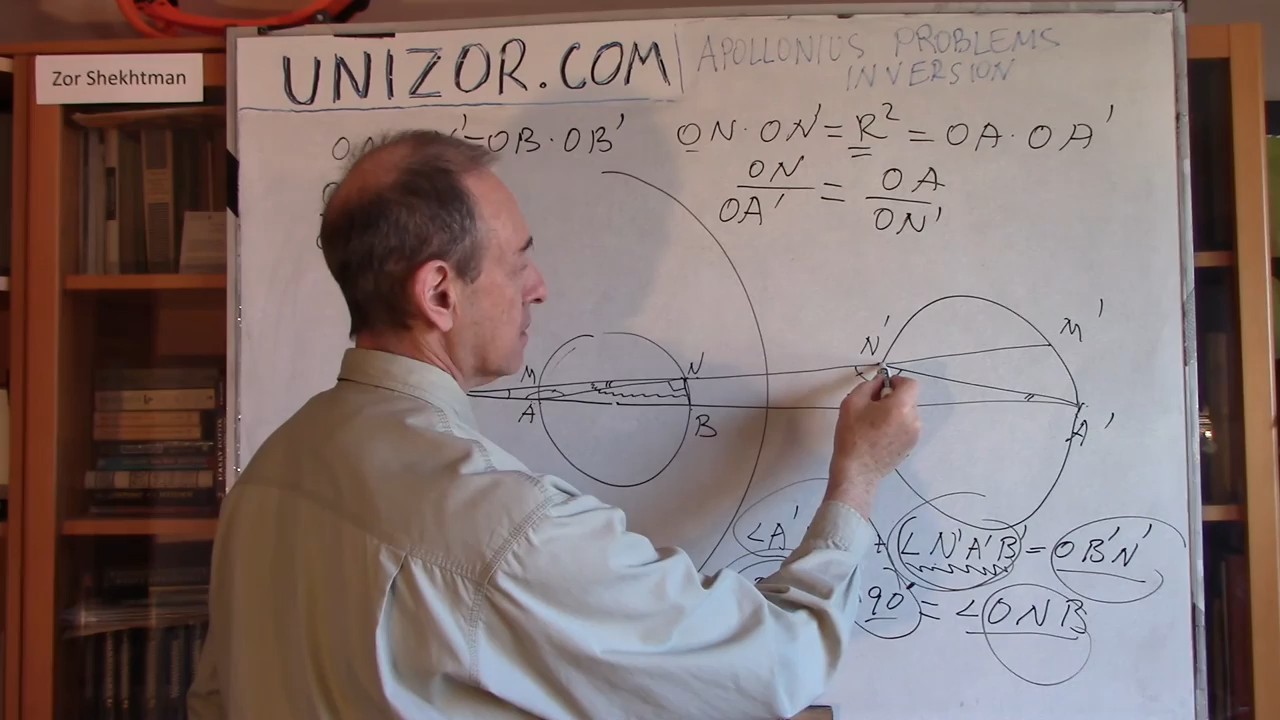 Zor Shekhtman
UNIZOR.COM
APOLLONIUS PROBLEMS
INVERSION
=OB·OB'
ON·ON'=R²=OA·OA'
ON/OA' = OA/ON'
N'
M'
M
N
A
B
A'
∠A' + ∠N'A'B'=OB'N'
90 = ∠ONB